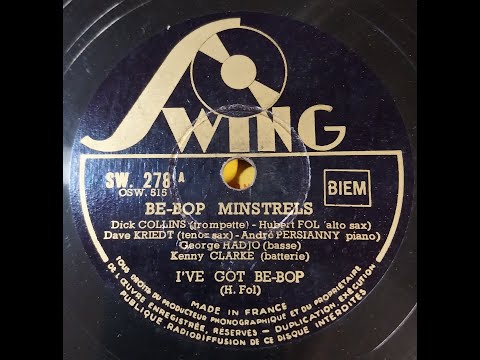 SWING
SW. 278 A
OSW. 515
BIEM
BE-BOP MINSTRELS
Dick COLLINS (trompette) - Hubert FOL (alto sax)
Dave KRIEDT (tenor sax) - André PERSIANNY (piano)
George HADJO (basse)
Kenny CLARKE (batterie)
I'VE GOT BE-BOP
(H. Fol)
MADE IN FRANCE
TOUS DROITS DU PRODUCTEUR PHONOGRAPHIQUE ET DU PROPRIÉTAIRE
DE L'ŒUVRE ENREGISTRÉE, RÉSERVÉS - DUPLICATION EXÉCUTION
PUBLIQUE-RADIODIFFUSION DE CE DISQUE INTERDITES